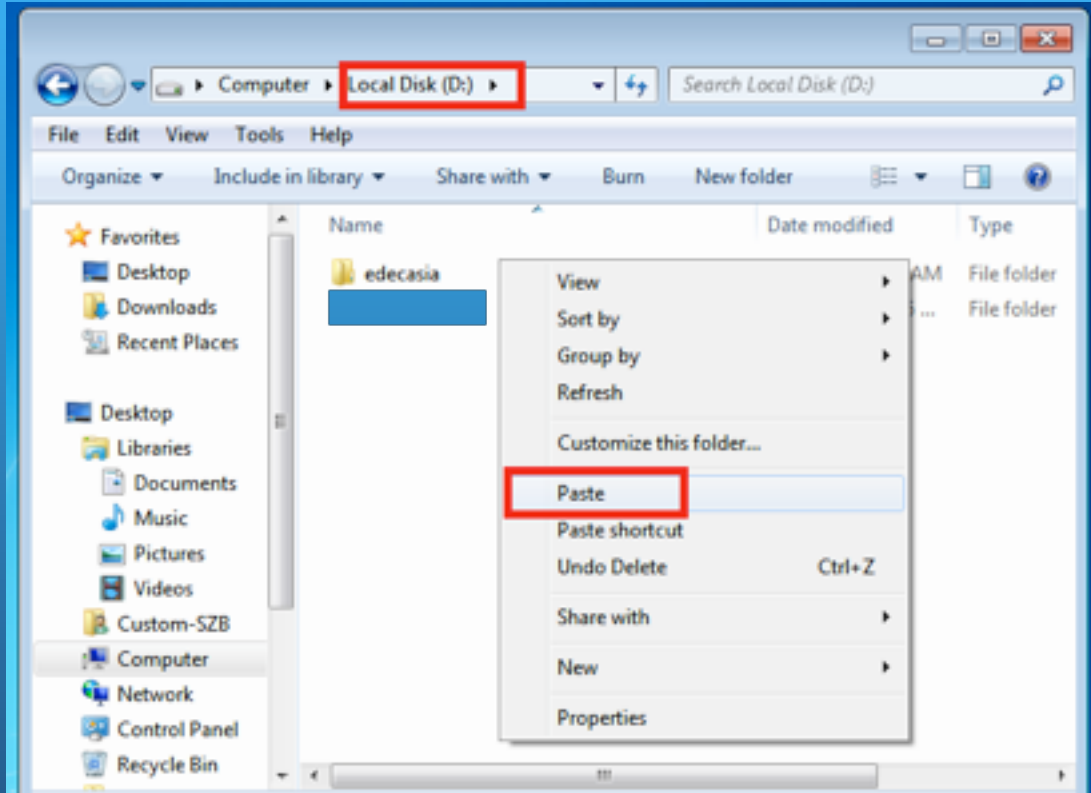 Computer Local Disk (D:) Search Local Disk (D:)
File Edit View Tools Help
Organize Include in library Share with Burn New folder
Name Date modified Type
Favorites
Desktop
Downloads
Recent Places
Desktop
Libraries
Documents
Music
Pictures
Videos
Custom-SZB
Computer
Network
Control Panel
Recycle Bin
edecasia AM File folder
... File folder
View
Sort by
Group by
Refresh
Customize this folder...
Paste
Paste shortcut
Undo Delete Ctrl+Z
Share with
New
Properties